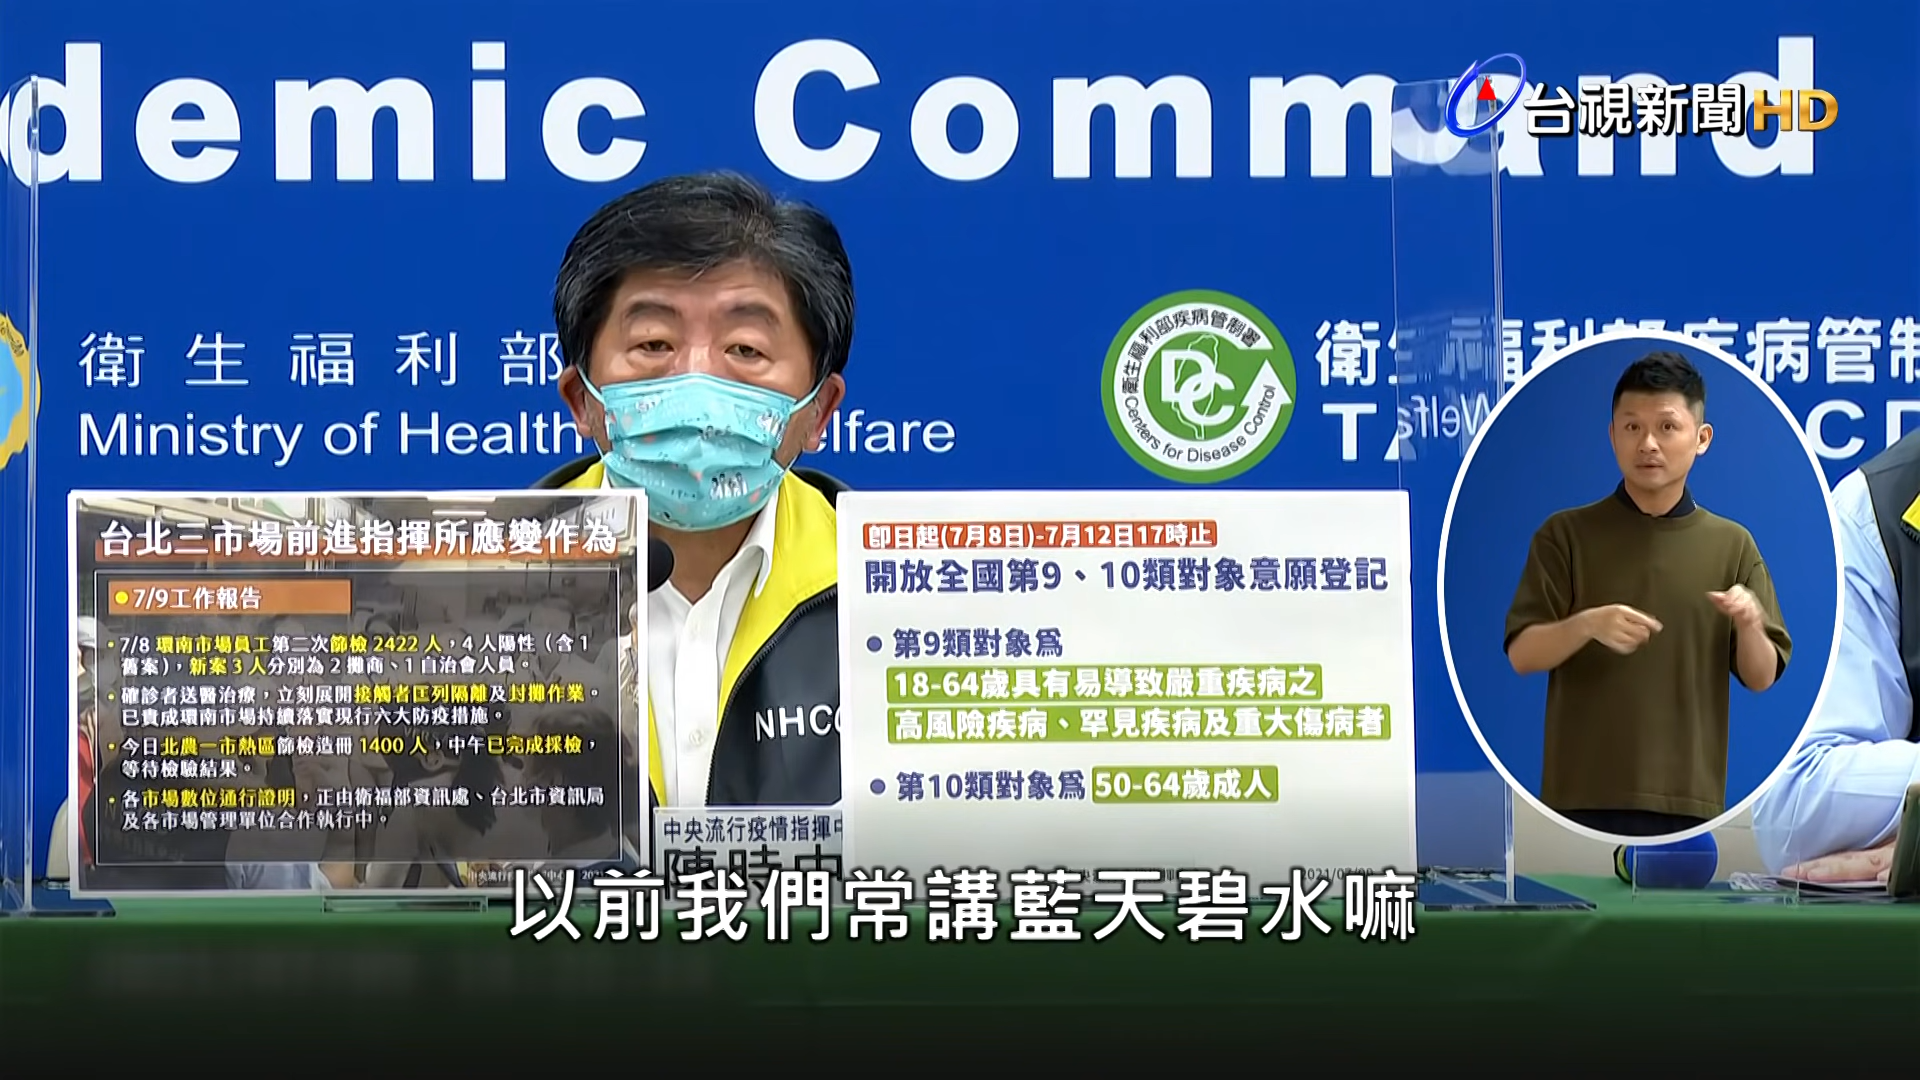 demic Command
台視新聞HD
衛生福利部
Ministry of Health
elfare
衛生福利部疾病管制署
Centers for Disease Control
DC
衛生福利部疾病管制
台北三市場前進指揮所應變作為
7/9工作報告
• 7/8 環南市場員工第二次篩檢 2422 人，4 人陽性（含 1
舊案），新案 3 人分別為 2 攤商、1 自治會人員。
• 確診者送醫治療，立刻展開接觸者匡列隔離及封攤作業。
已責成環南市場持續落實現行六大防疫措施。
• 今日北農一市熱區篩檢造冊 1400 人，中午已完成採檢，
等待檢驗結果。
• 各市場數位通行證明，正由衛福部資訊處、台北市資訊局
及各市場管理單位合作執行中。
即日起(7月8日)-7月12日17時止
開放全國第9、10類對象意願登記
• 第9類對象為
18-64歲具有易導致嚴重疾病之
高風險疾病、罕見疾病及重大傷病者
• 第10類對象為 50-64歲成人
NHCC
中央流行疫情指揮中
陳時中
以前我們常講藍天碧水嘛